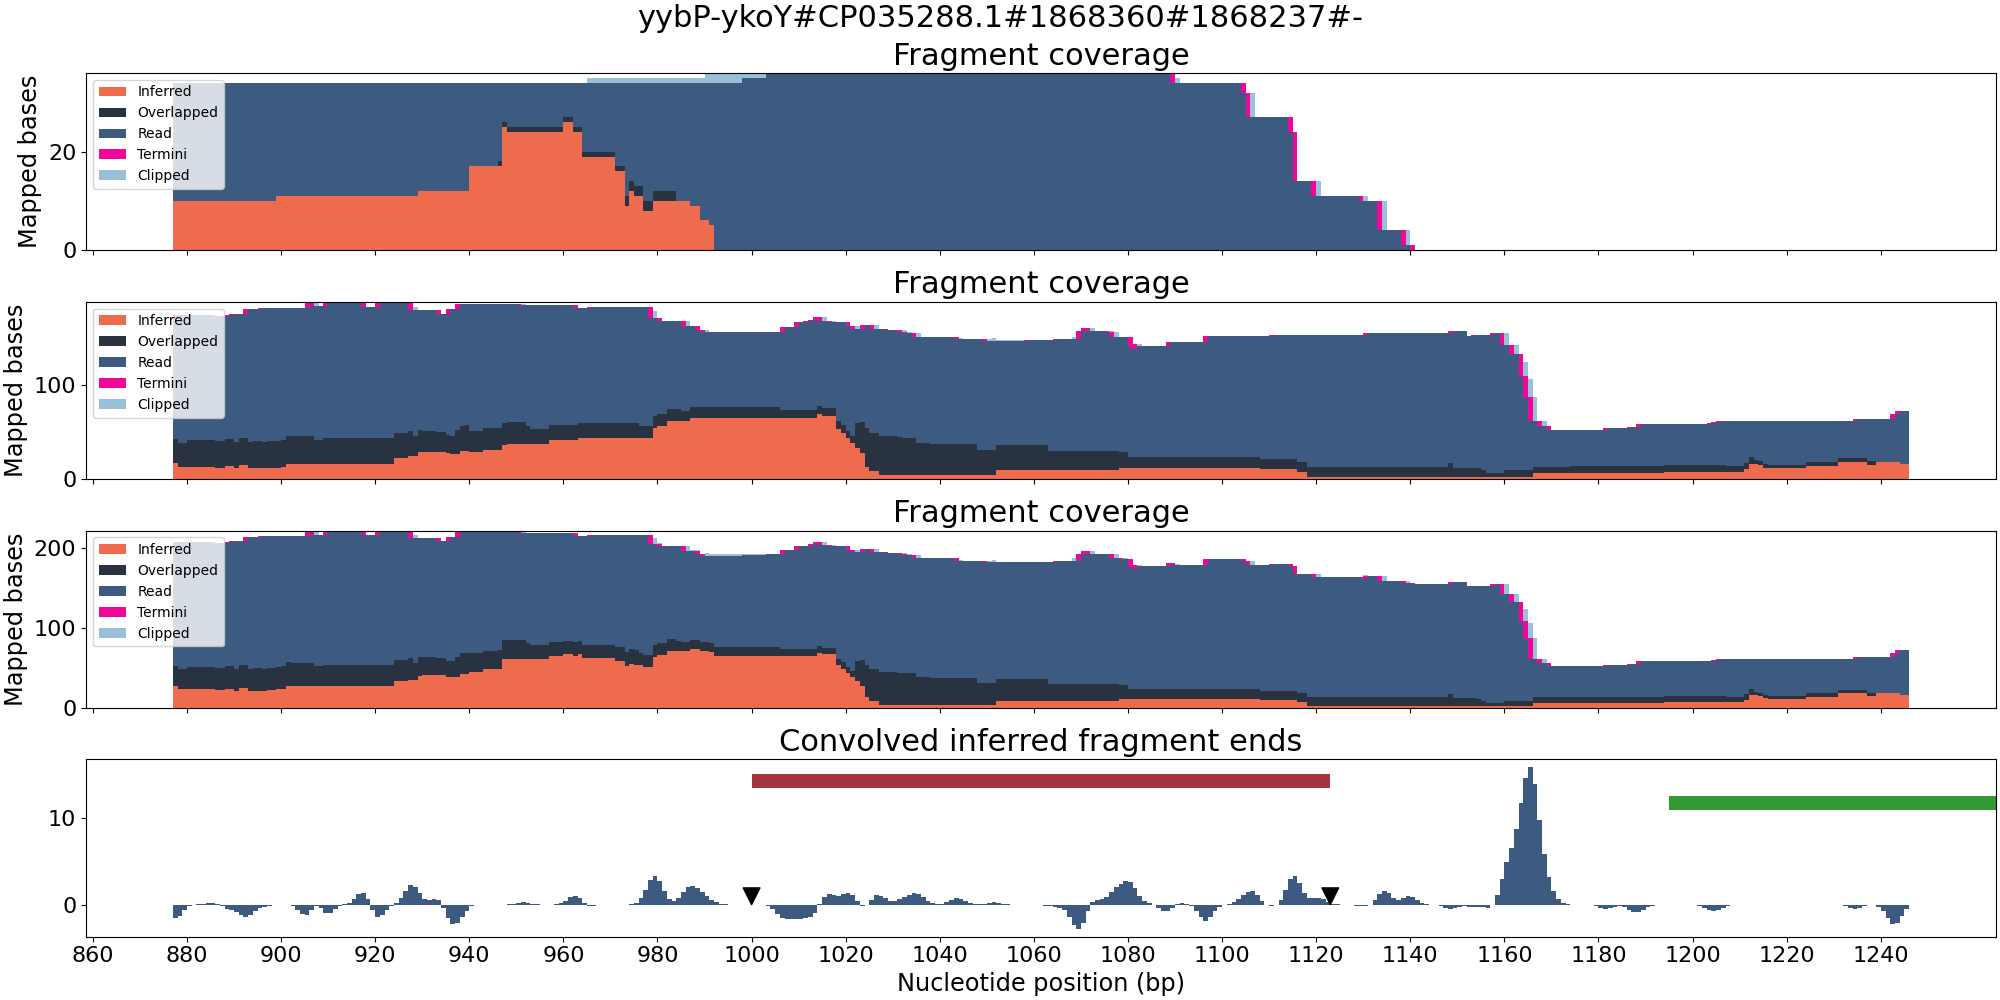 yybP-ykoY#CP035288.1#1868360#1868237#-
Fragment coverage
Mapped bases
20
0
Inferred
Overlapped
Read
Termini
Clipped
Fragment coverage
Mapped bases
100
0
Inferred
Overlapped
Read
Termini
Clipped
Fragment coverage
Mapped bases
200
100
0
Inferred
Overlapped
Read
Termini
Clipped
Convolved inferred fragment ends
10
0
860 880 900 920 940 960 980 1000 1020 1040 1060 1080 1100 1120 1140 1160 1180 1200 1220 1240
Nucleotide position (bp)